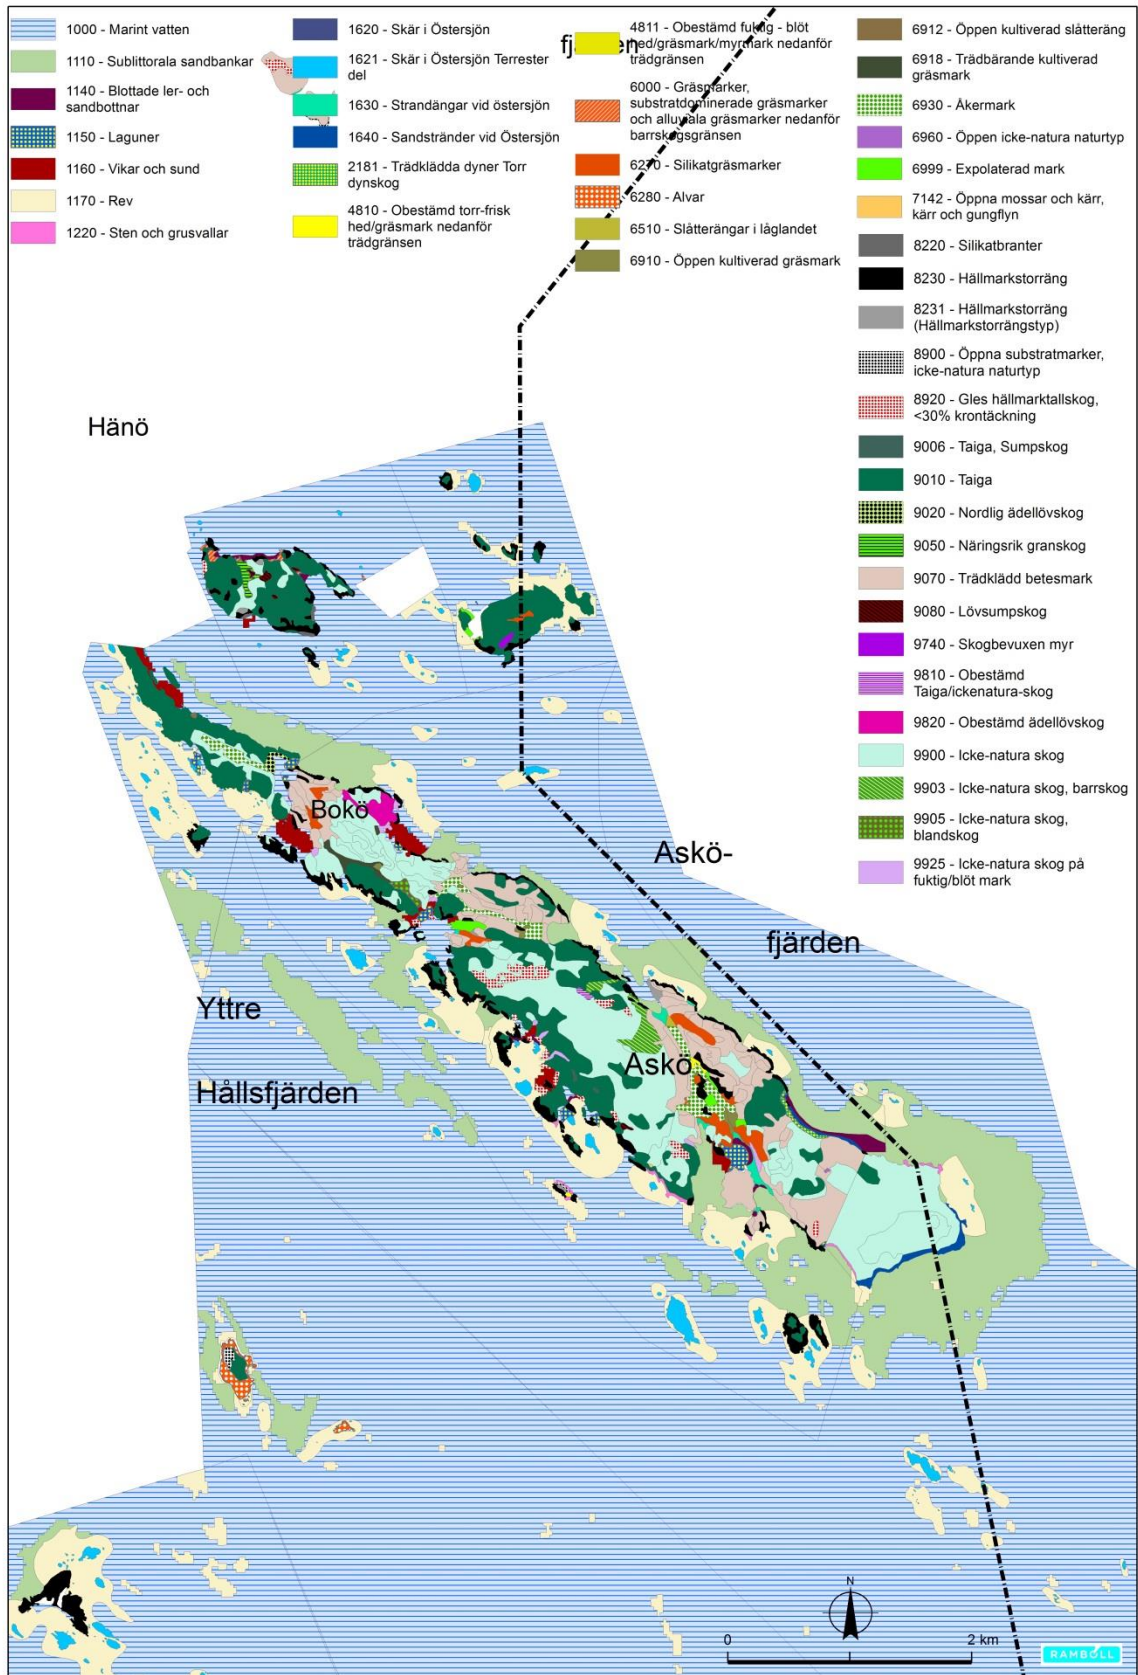 1000 - Marint vatten
1110 - Sublittorala sandbankar
1140 - Blottade ler- och
sandbottnar
1150 - Laguner
1160 - Vikar och sund
1170 - Rev
1220 - Sten och grusvallar
1620 - Skär i Östersjön
1621 - Skär i Östersjön Terrester
del
1630 - Strandängar vid östersjön
1640 - Sandstränder vid Östersjön
2181 - Trädklädda dyner Torr
dynskog
4810 - Obestämd torr-frisk
hed/gräsmark nedanför
trädgränsen
4811 - Obestämd fuktig - blöt
hed/gräsmark/myrmark nedanför
trädgränsen
6000 - Gräsmarker,
substratdominerade gräsmarker
och alluviala gräsmarker nedanför
barrskogsgränsen
6270 - Silikatgräsmarker
6280 - Alvar
6510 - Slåtterängar i låglandet
6910 - Öppen kultiverad gräsmark
6912 - Öppen kultiverad slåtteräng
6918 - Trädbärande kultiverad
gräsmark
6930 - Åkermark
6960 - Öppen icke-natura naturtyp
6999 - Expolaterad mark
7142 - Öppna mossar och kärr,
kärr och gungflyn
8220 - Silikatbranter
8230 - Hällmarkstorräng
8231 - Hällmarkstorräng
(Hällmarkstorrängstyp)
8900 - Öppna substratmarker,
icke-natura naturtyp
8920 - Gles hällmarktallskog,
<30% krontäckning
9006 - Taiga, Sumpskog
9010 - Taiga
9020 - Nordlig ädellövskog
9050 - Näringsrik granskog
9070 - Trädklädd betesmark
9080 - Lövsumpskog
9740 - Skogbevuxen myr
9810 - Obestämd
Taiga/ickenatura-skog
9820 - Obestämd ädellövskog
9900 - Icke-natura skog
9903 - Icke-natura skog, barrskog
9905 - Icke-natura skog,
blandskog
9925 - Icke-natura skog på
fuktig/blöt mark
fjärden
Hänö
Bokö
Askö-
fjärden
Yttre
Askö
Hållsfjärden
N
0 2 km
RAMBOLL